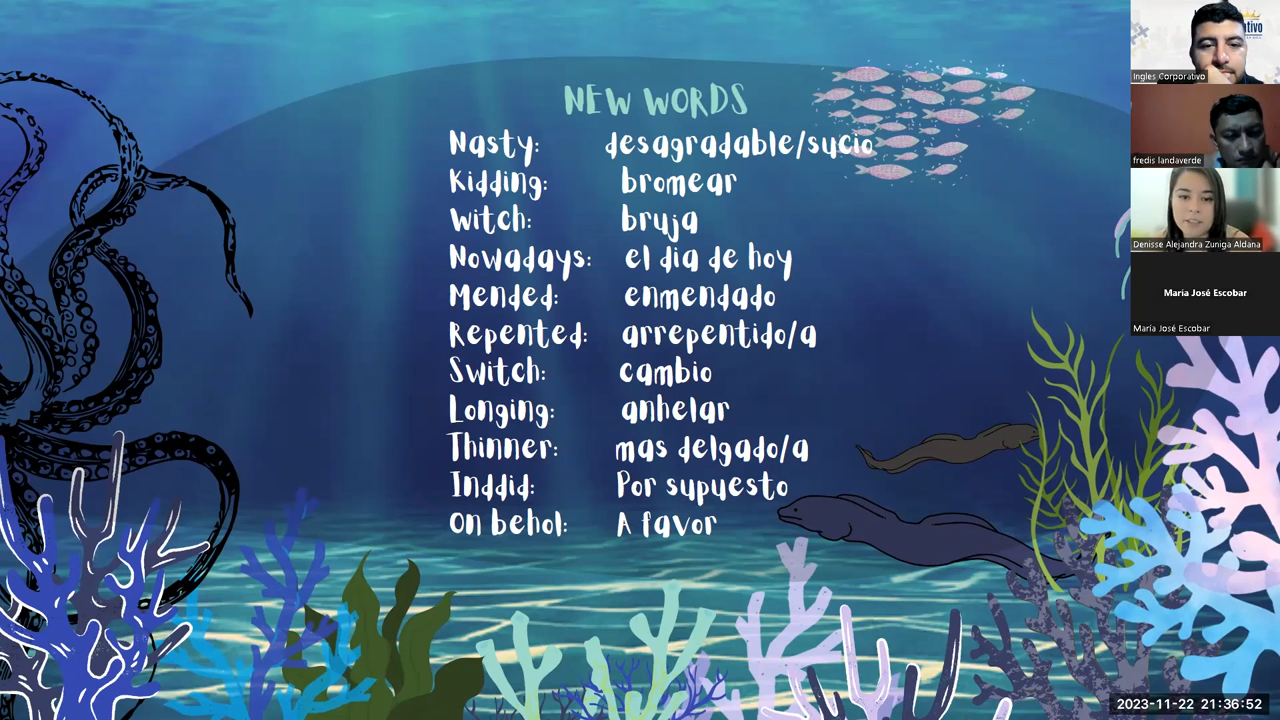 NEW WORDS
Nasty: desagradable/sucio
Kidding: bromear
Witch: bruja
Nowadays: el dia de hoy
Mended: enmendado
Repented: arrepentido/a
Switch: cambio
Longing: anhelar
Thinner: mas delgado/a
Inddid: Por supuesto
On behol: A favor
Ingles Corporativo
fredis landaverde
Denisse Alejandra Zuniga Aldana
Maria José Escobar
Maria José Escobar
2023-11-22 21:36:52